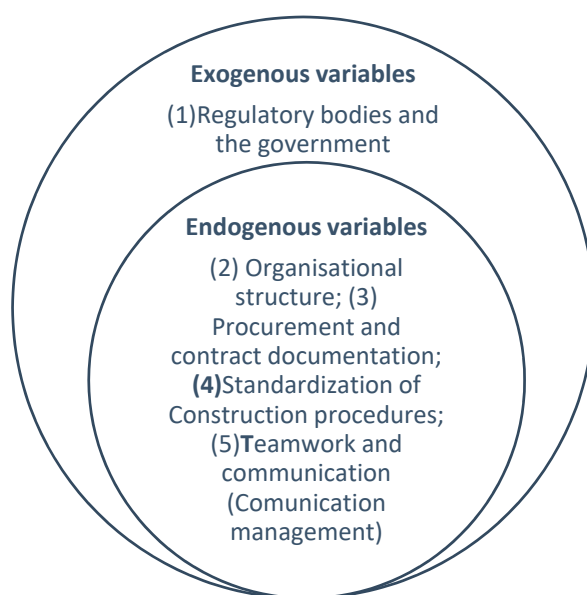 Exogenous variables
(1)Regulatory bodies and
the government
Endogenous variables
(2) Organisational
structure; (3)
Procurement and
contract documentation;
(4)Standardization of
Construction procedures;
(5)Teamwork and
communication
(Comunication
management)